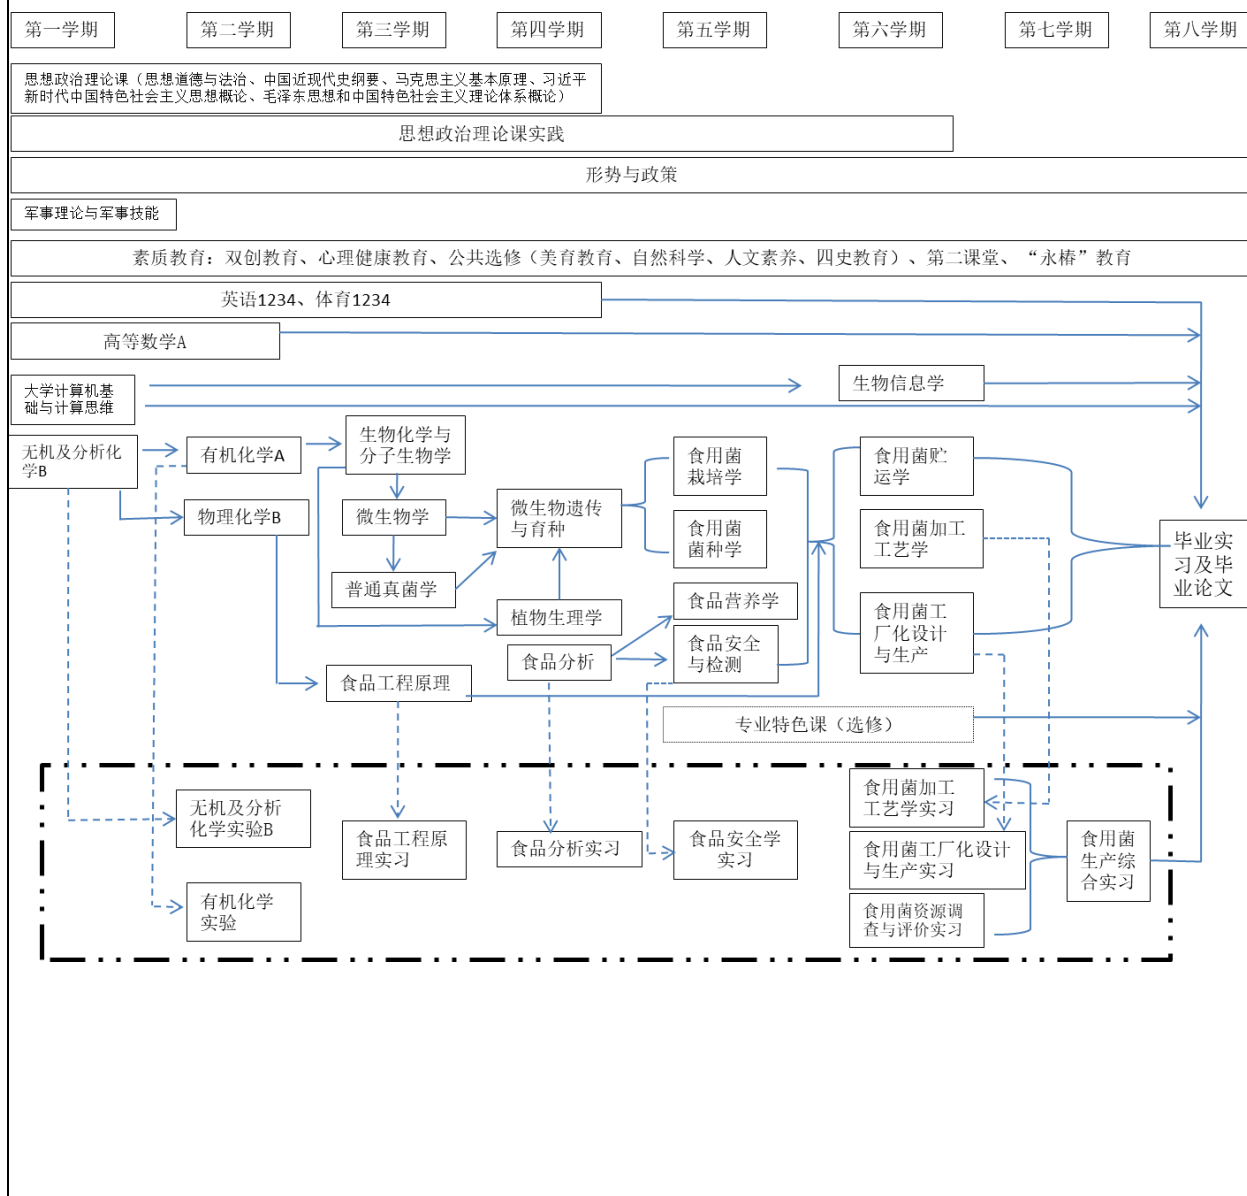 第一学期
第二学期
第三学期
第四学期
第五学期
第六学期
第七学期
第八学期
思想政治理论课（思想道德与法治、中国近现代史纲要、马克思主义基本原理、习近平
新时代中国特色社会主义思想概论、毛泽东思想和中国特色社会主义理论体系概论）
思想政治理论课实践
形势与政策
军事理论与军事技能
素质教育：双创教育、心理健康教育、公共选修（美育教育、自然科学、人文素养、四史教育）、第二课堂、“永椿”教育
英语1234、体育1234
高等数学A
大学计算机基
础与计算思维
生物信息学
无机及分析化
学B
有机化学A
生物化学与
分子生物学
食用菌
栽培学
食用菌贮
运学
物理化学B
微生物学
微生物遗传
与育种
食用菌
菌种学
食用菌加工
工艺学
毕业实
习及毕
业论文
普通真菌学
植物生理学
食品营养学
食用菌工
厂化设计
与生产
食品分析
食品安全
与检测
食品工程原理
专业特色课（选修）
无机及分析
化学实验B
食品工程原
理实习
食品分析实习
食品安全学
实习
食用菌加工
工艺学实习
食用菌工厂化设计
与生产实习
食用菌
生产综
合实习
有机化学
实验
食用菌资源调
查与评价实习